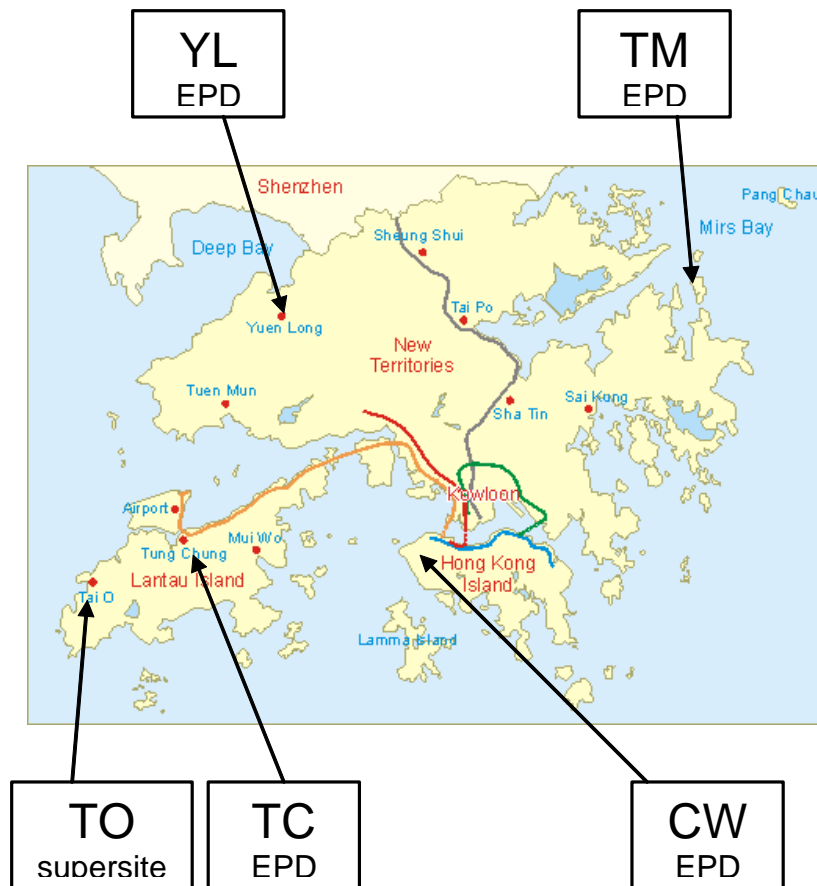 YL
EPD
TM
EPD
Shenzhen
Pang Chau
Mirs Bay
Deep Bay
Sheung Shui
Tai Po
Yuen Long
New
Territories
Tuen Mun
Sha Tin
Sai Kung
Kowloon
Airport
Tung Chung
Mui Wo
Lantau Island
Hong Kong
Island
Tai O
Lamma Island
TO
supersite
TC
EPD
CW
EPD